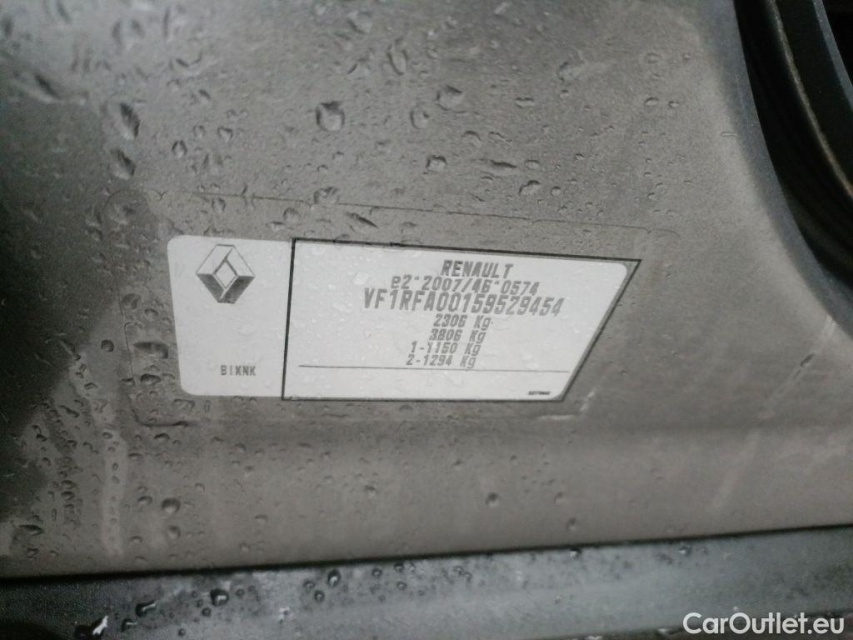 RENAULT
e2*2007/46*0574
VF1RFA00159529454
2306 Kg
3806 Kg
1-1160 Kg
2-1294 Kg
BIXNK
CarOutlet.eu